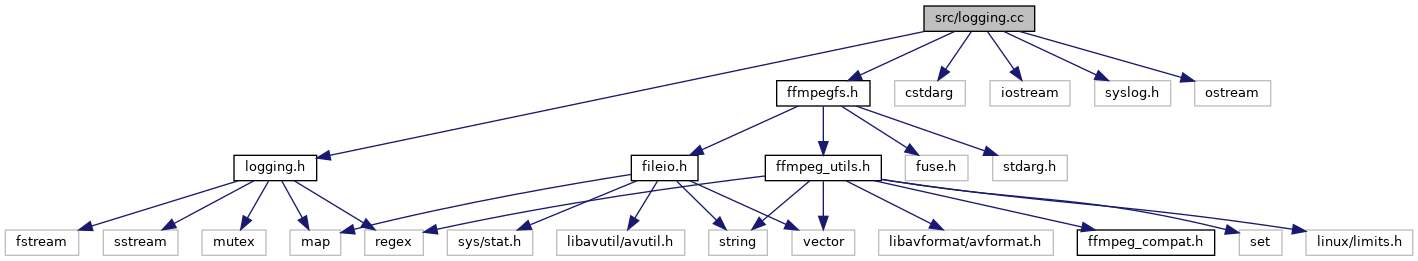 src/logging.cc
ffmpegfs.h
cstdarg
iostream
syslog.h
ostream
logging.h
fileio.h
ffmpeg_utils.h
fuse.h
stdarg.h
fstream
sstream
mutex
map
regex
sys/stat.h
libavutil/avutil.h
string
vector
libavformat/avformat.h
ffmpeg_compat.h
set
linux/limits.h